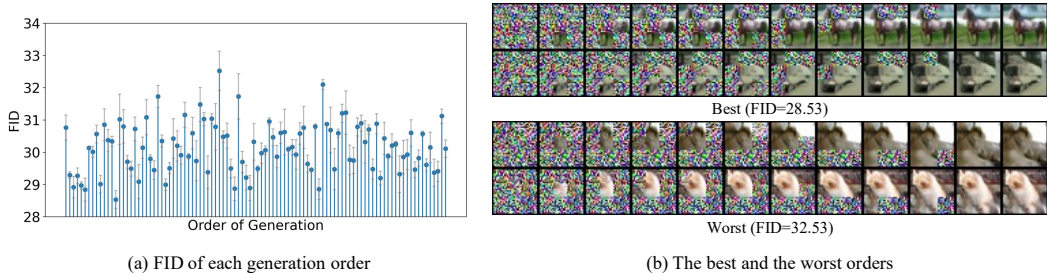 34
33
32
31
30
29
28
FID
Order of Generation
(a) FID of each generation order
Best (FID=28.53)
Worst (FID=32.53)
(b) The best and the worst orders